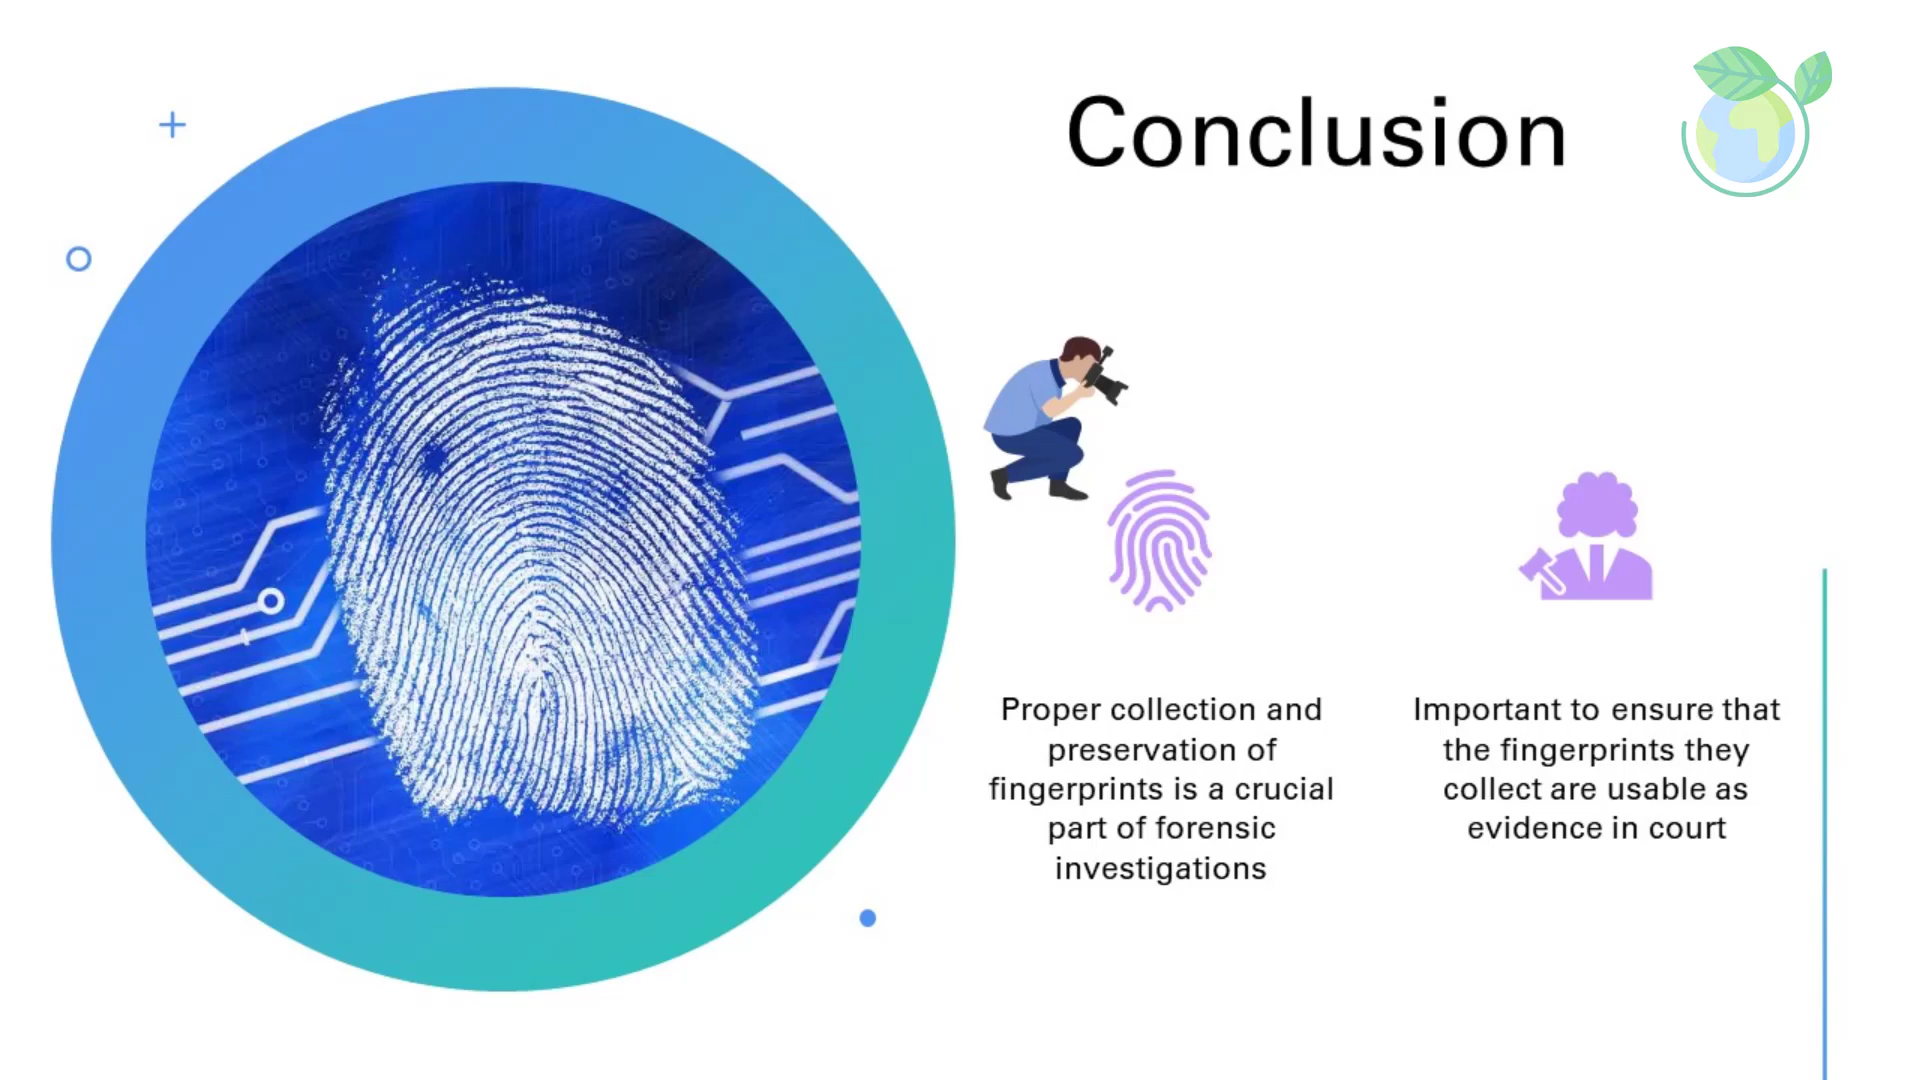 Conclusion
Proper collection and
preservation of
fingerprints is a crucial
part of forensic
investigations
Important to ensure that
the fingerprints they
collect are usable as
evidence in court